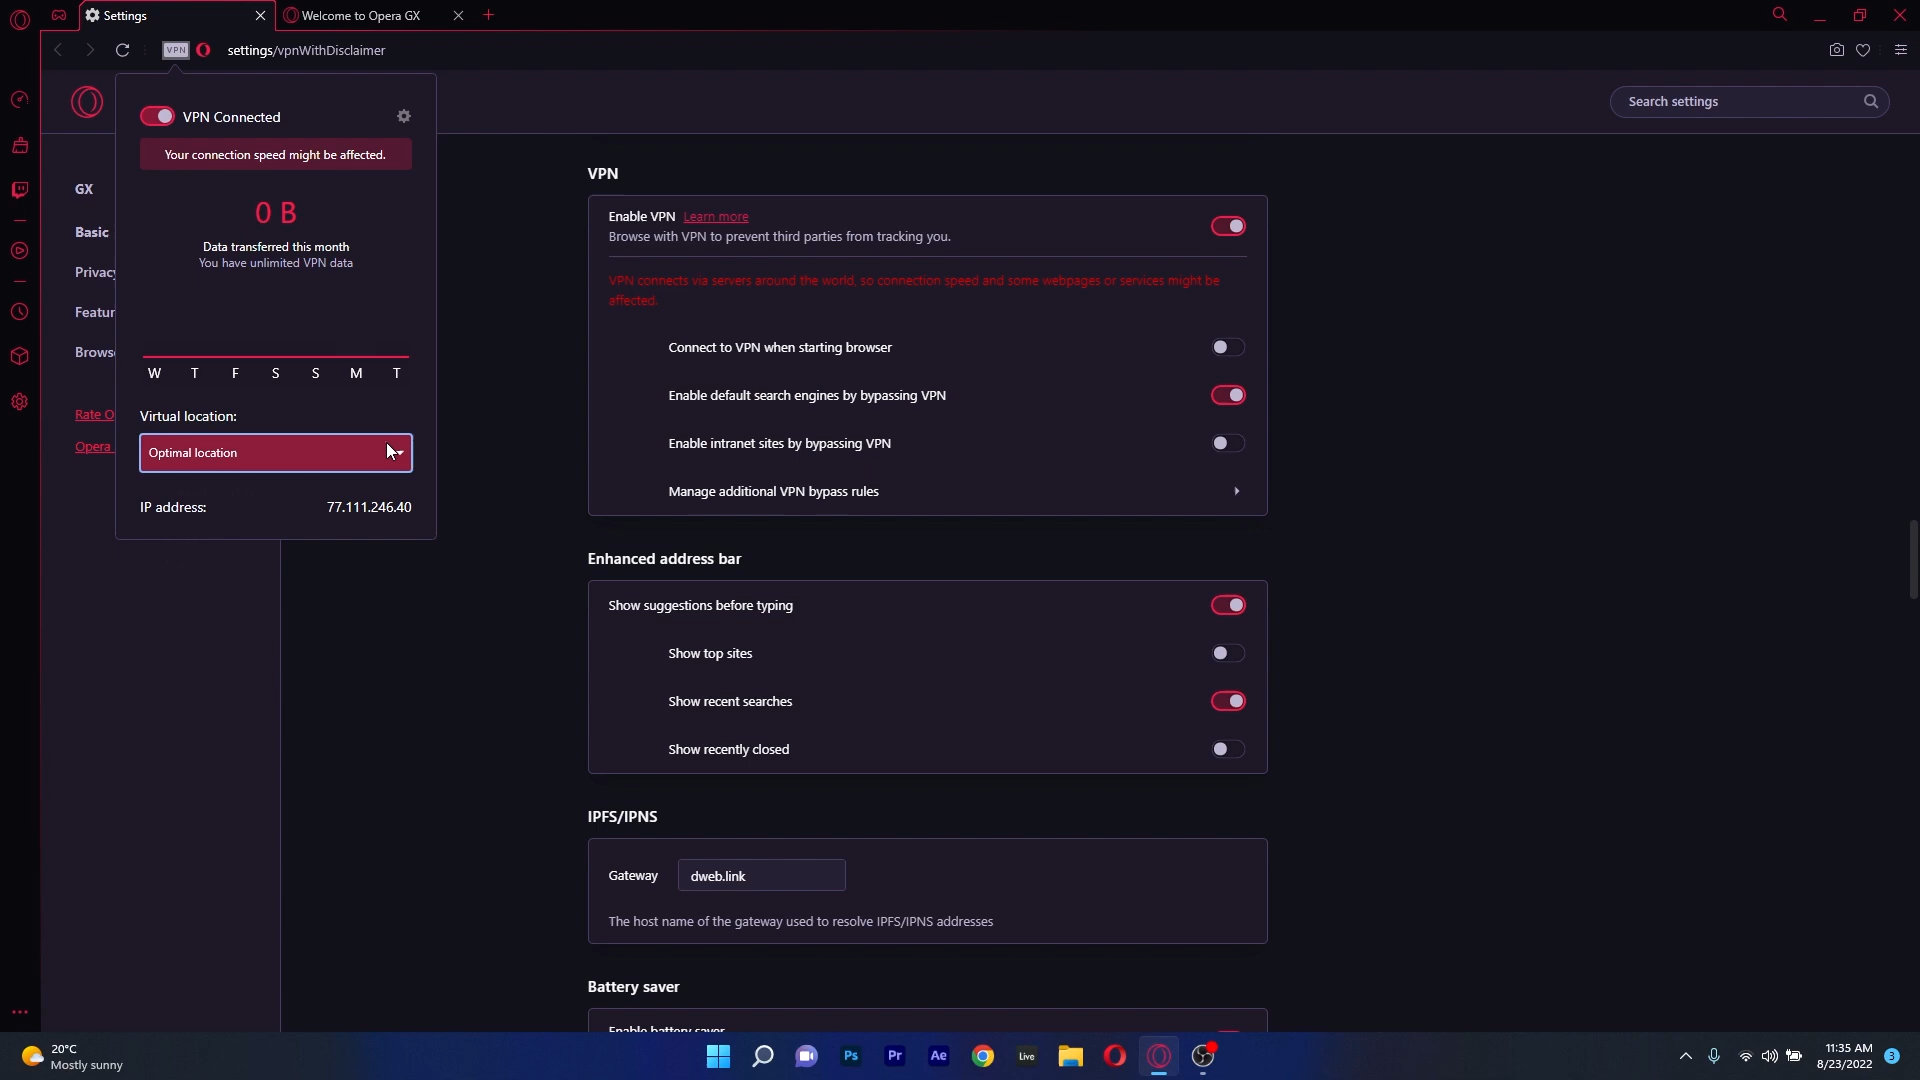 Settings
Welcome to Opera GX
VPN
settings/vpnWithDisclaimer
VPN Connected
Your connection speed might be affected.
0 B
Data transferred this month
You have unlimited VPN data
W T F S S M T
Virtual location:
Optimal location
IP address: 77.111.246.40
GX
Basic
Privac
Featur
Brows
Rate O
Opera
Search settings
VPN
Enable VPN Learn more
Browse with VPN to prevent third parties from tracking you.
VPN connects via servers around the world, so connection speed and some webpages or services might be
affected.
Connect to VPN when starting browser
Enable default search engines by bypassing VPN
Enable intranet sites by bypassing VPN
Manage additional VPN bypass rules
Enhanced address bar
Show suggestions before typing
Show top sites
Show recent searches
Show recently closed
IPFS/IPNS
Gateway dweb.link
The host name of the gateway used to resolve IPFS/IPNS addresses
Battery saver
Enable battery saver
20°C
Mostly sunny
Ps
Pr
Ae
Live
11:35 AM
8/23/2022
3